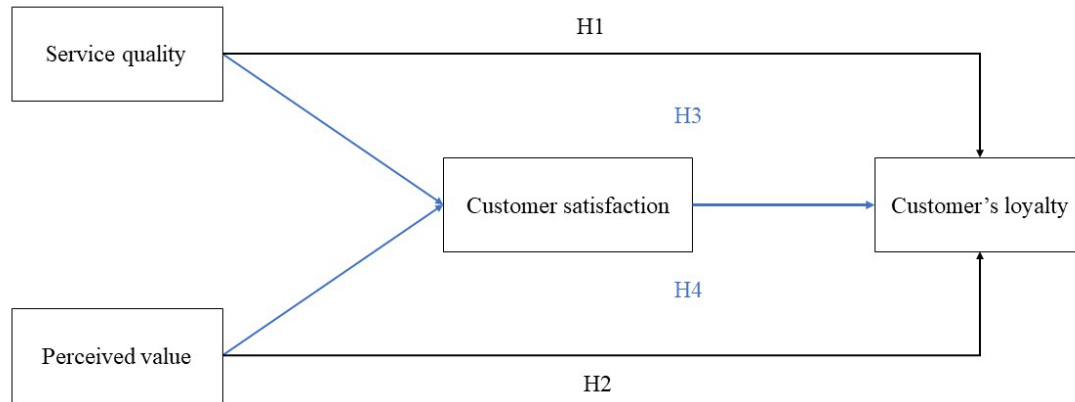 H1
Service quality
H3
Customer satisfaction
Customer’s loyalty
H4
Perceived value
H2